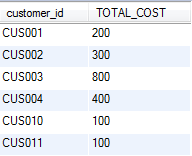 customer_id TOTAL_COST
CUS001 200
CUS002 300
CUS003 800
CUS004 400
CUS010 100
CUS011 100